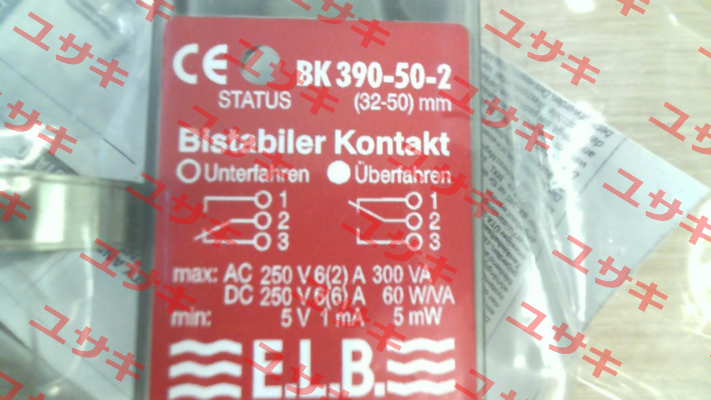 CE BK 390-50-2
STATUS (32-50) mm
Bistabiler Kontakt
Unterfahren Überfahren
1 1
2 2
3 3
max: AC 250 V 6(2) A 300 VA
DC 250 V 6(6) A 60 W/VA
min: 5 V 1 mA 5 mW
E.L.B.
ユサキ